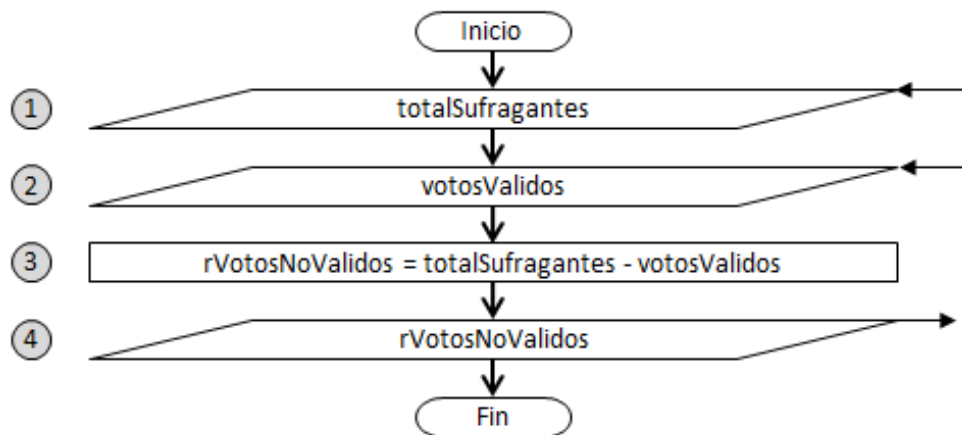 Inicio
1 totalSufragantes
2 votosValidos
3 rVotosNoValidos = totalSufragantes - votosValidos
4 rVotosNoValidos
Fin